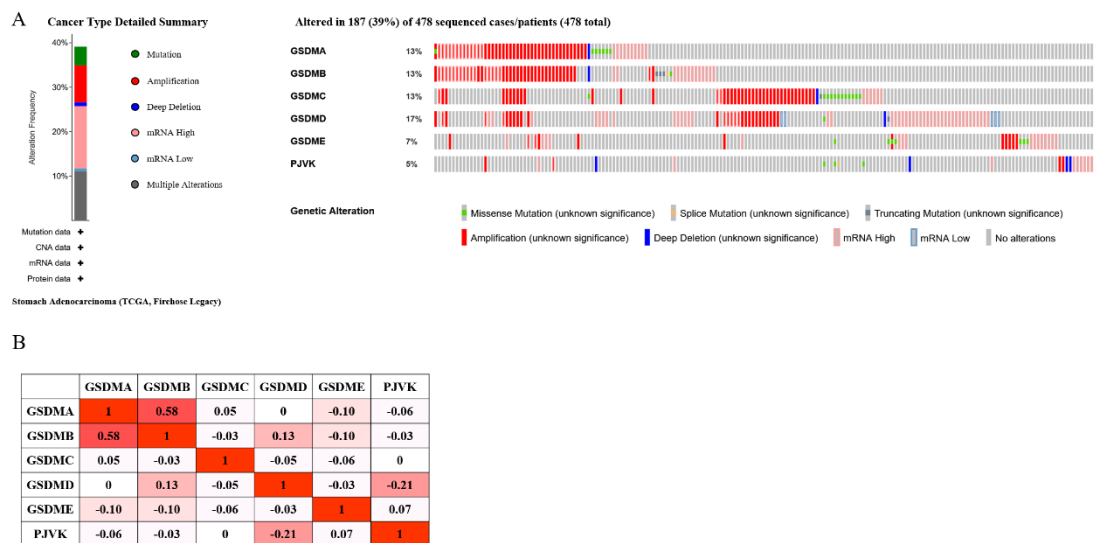 A
Cancer Type Detailed Summary
40%
30%
20%
10%
Alteration Frequency
Mutation
Amplification
Deep Deletion
mRNA High
mRNA Low
Multiple Alterations
Mutation data +
CNA data +
mRNA data +
Protein data +
Stomach Adenocarcinoma (TCGA, Firehose Legacy)
Altered in 187 (39%) of 478 sequenced cases/patients (478 total)
GSDMA 13%
GSDMB 13%
GSDMC 13%
GSDMD 17%
GSDME 7%
PJVK 5%
Genetic Alteration
Missense Mutation (unknown significance) Splice Mutation (unknown significance) Truncating Mutation (unknown significance)
Amplification (unknown significance) Deep Deletion (unknown significance) mRNA High mRNA Low No alterations
B
GSDMA GSDMB GSDMC GSDMD GSDME PJVK
GSDMA 1 0.58 0.05 0 -0.10 -0.06
GSDMB 0.58 1 -0.03 0.13 -0.10 -0.03
GSDMC 0.05 -0.03 1 -0.05 -0.06 0
GSDMD 0 0.13 -0.05 1 -0.03 -0.21
GSDME -0.10 -0.10 -0.06 -0.03 1 0.07
PJVK -0.06 -0.03 0 -0.21 0.07 1